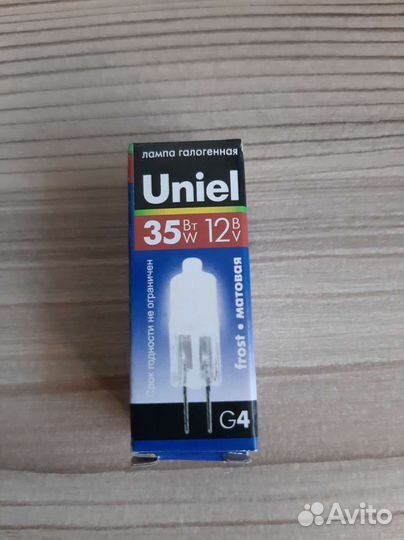 лампа галогенная
Uniel
35 Вт W 12 В V
Срок годности не ограничен
frost • матовая
G4
Avito